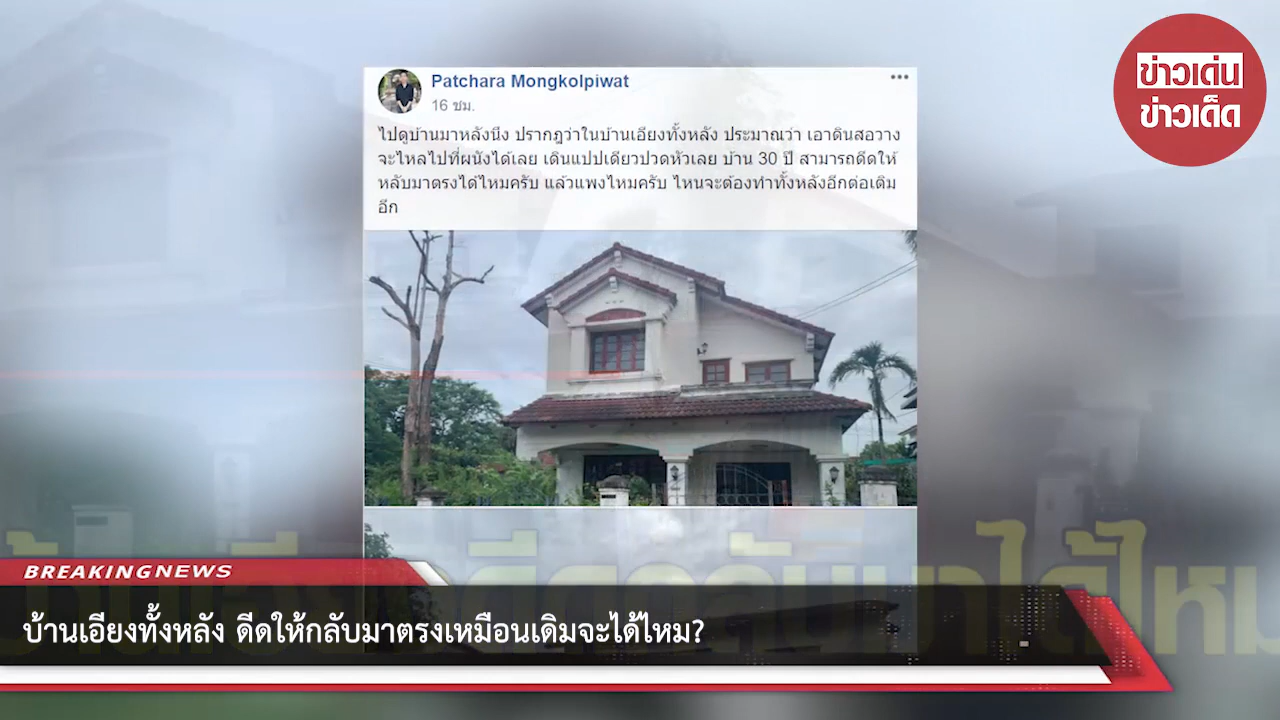 ข่าวเด่น
ข่าวเด็ด
Patchara Mongkolpiwat
16 ชม.
ไปดูบ้านมาหลังนึง ปรากฎว่าในบ้านเอียงทั้งหลัง ประมาณว่า เอาดินสอวาง
จะไหลไปที่ผนังได้เลย เดินแปปเดียวปวดหัวเลย บ้าน 30 ปี สามารถดีดให้
หลับมาตรงได้ไหมครับ แล้วแพงไหมครับ ไหนจะต้องทำทั้งหลังอีกต่อเติม
อีก
BREAKINGNEWS
บ้านเอียงทั้งหลัง ดีดให้กลับมาตรงเหมือนเดิมจะได้ไหม?